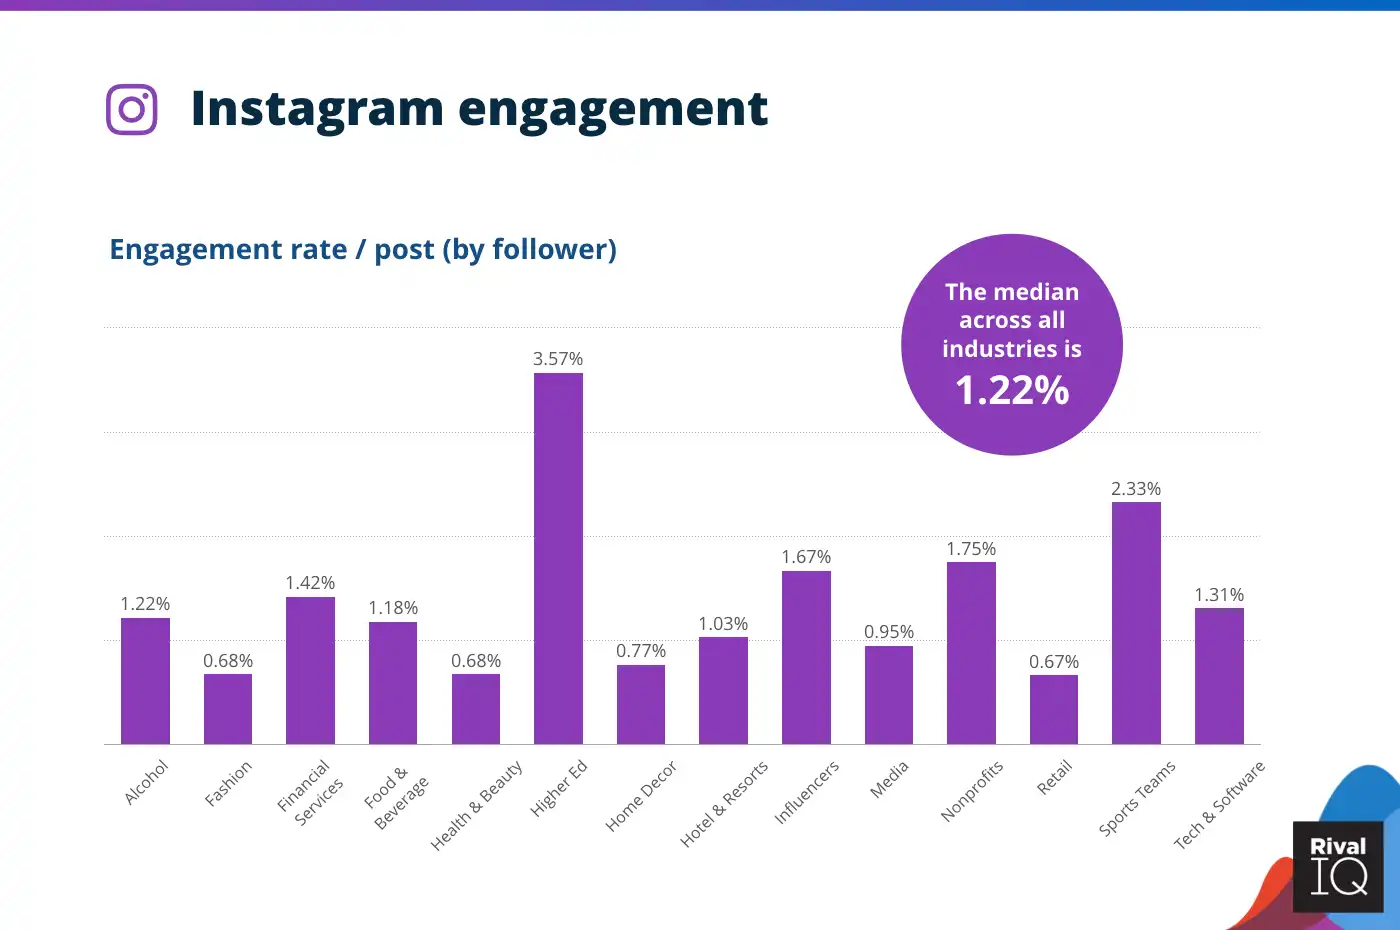 Instagram engagement
Engagement rate / post (by follower)
The median
across all
industries is
1.22%
3.57%
2.33%
1.75%
1.67%
1.42%
1.31%
1.22%
1.18%
1.03%
0.95%
0.77%
0.68%
0.68%
0.67%
Alcohol
Fashion
Financial
Services
Food &
Beverage
Health & Beauty
Higher Ed
Home Decor
Hotel & Resorts
Influencers
Media
Nonprofits
Retail
Sports Teams
Tech & Software
Rival
IQ